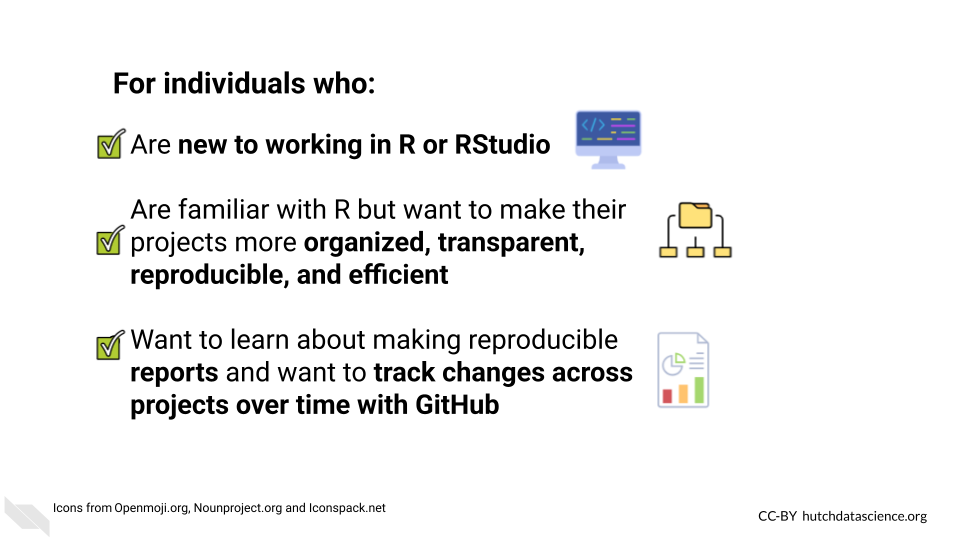 For individuals who:
Are new to working in R or RStudio
Are familiar with R but want to make their
projects more organized, transparent,
reproducible, and efficient
Want to learn about making reproducible
reports and want to track changes across
projects over time with GitHub
Icons from Openmoji.org, Nounproject.org and Iconspack.net
CC-BY hutchdatascience.org